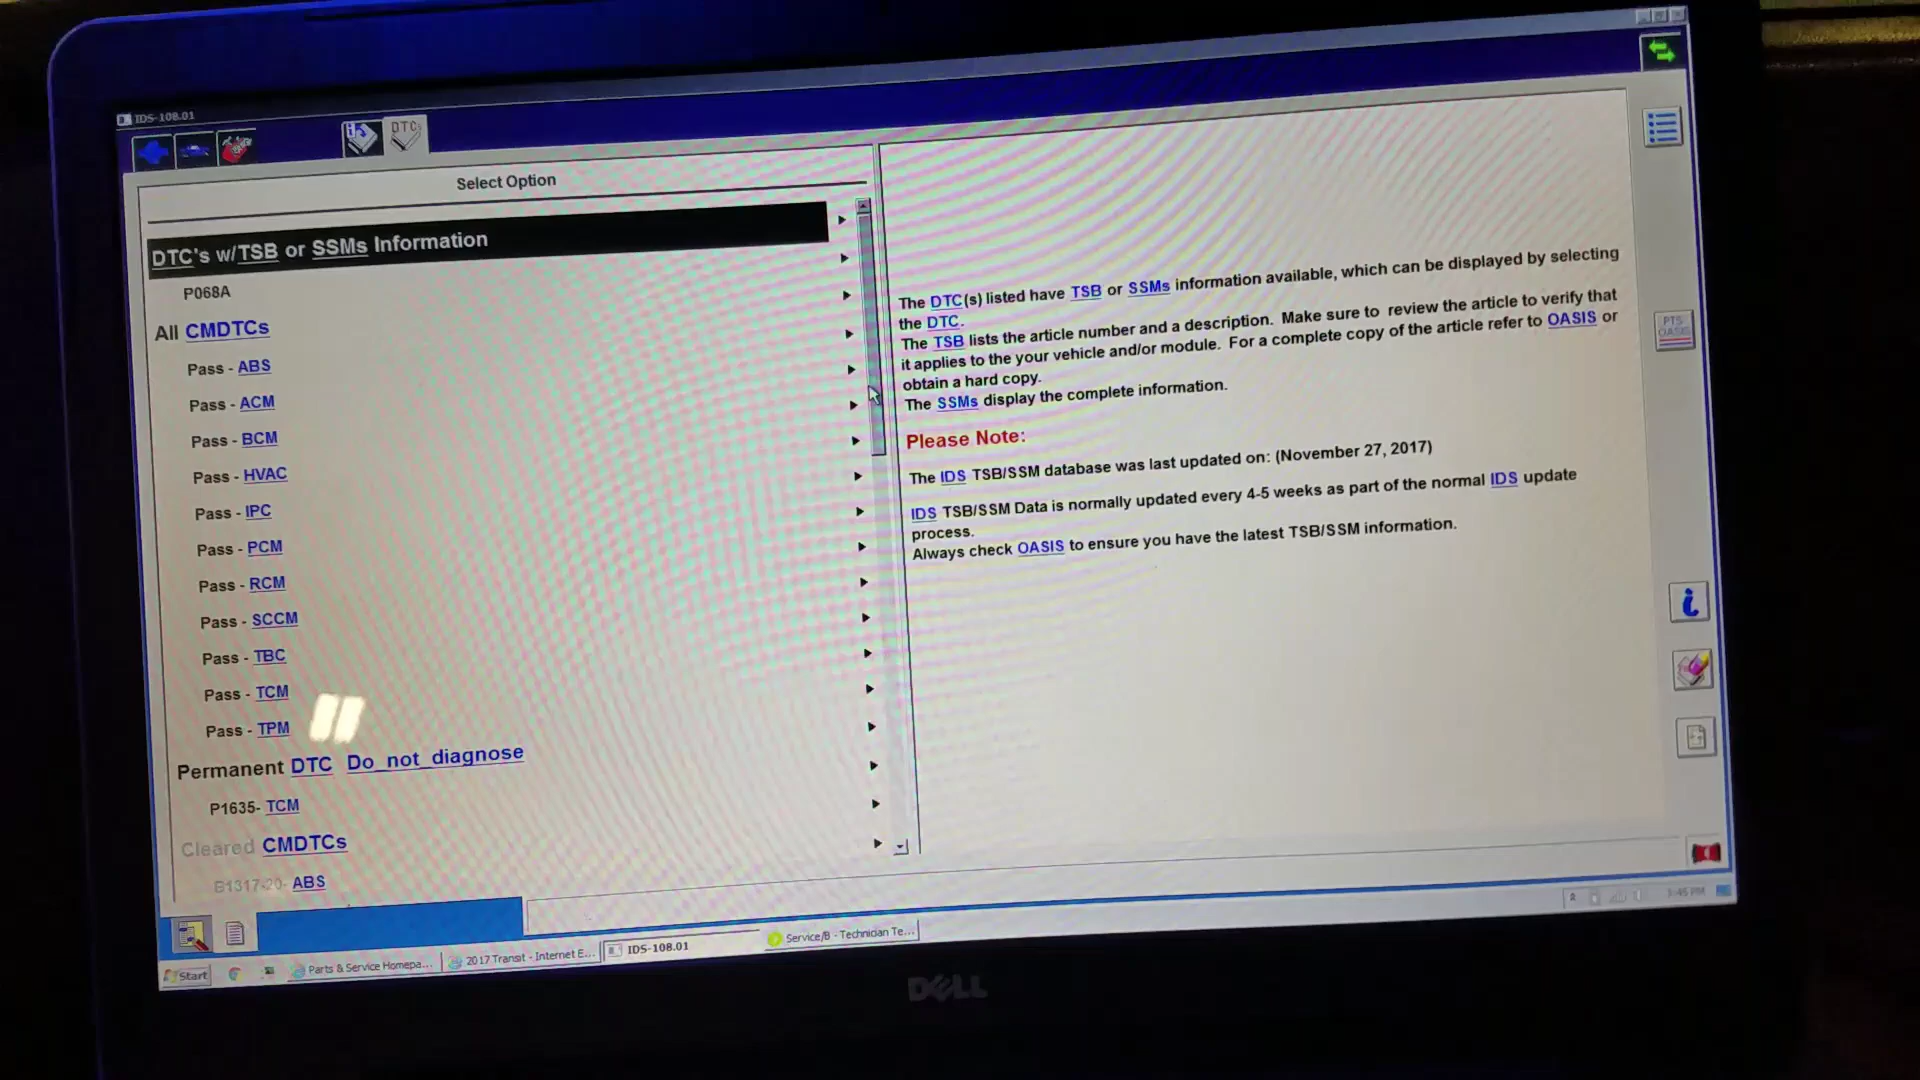 IDS-108.01
DTC
Select Option
DTC's w/TSB or SSMs Information
P068A
All CMDTCs
Pass - ABS
Pass - ACM
Pass - BCM
Pass - HVAC
Pass - IPC
Pass - PCM
Pass - RCM
Pass - SCCM
Pass - TBC
Pass - TCM
Pass - TPM
Permanent DTC Do_not_diagnose
P1635- TCM
Cleared CMDTCs
B1317-20- ABS
The DTC(s) listed have TSB or SSMs information available, which can be displayed by selecting
the DTC.
The TSB lists the article number and a description. Make sure to review the article to verify that
it applies to the your vehicle and/or module. For a complete copy of the article refer to OASIS or
obtain a hard copy.
The SSMs display the complete information.
Please Note:
The IDS TSB/SSM database was last updated on: (November 27, 2017)
IDS TSB/SSM Data is normally updated every 4-5 weeks as part of the normal IDS update
process.
Always check OASIS to ensure you have the latest TSB/SSM information.
PTS
OASIS
Start
Parts & Service Homepa...
2017 Transit - Internet E...
IDS-108.01
Service/B - Technician Te...
3:45 PM
DELL